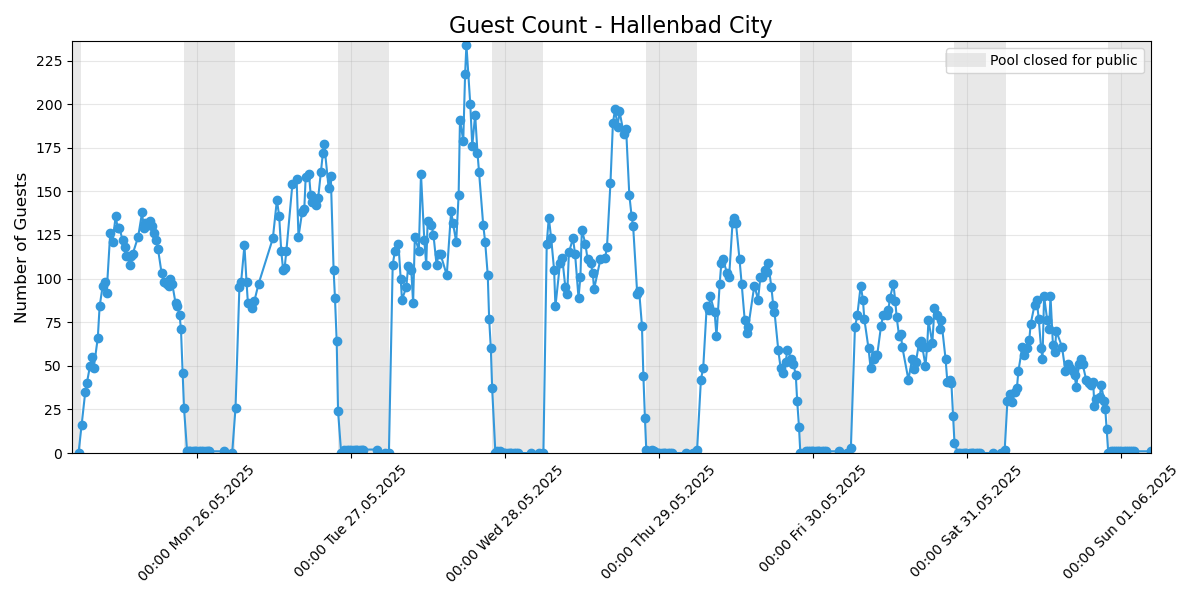 Guest Count - Hallenbad City
Pool closed for public
Number of Guests
225
200
175
150
125
100
75
50
25
0
00:00 Mon 26.05.2025
00:00 Tue 27.05.2025
00:00 Wed 28.05.2025
00:00 Thu 29.05.2025
00:00 Fri 30.05.2025
00:00 Sat 31.05.2025
00:00 Sun 01.06.2025